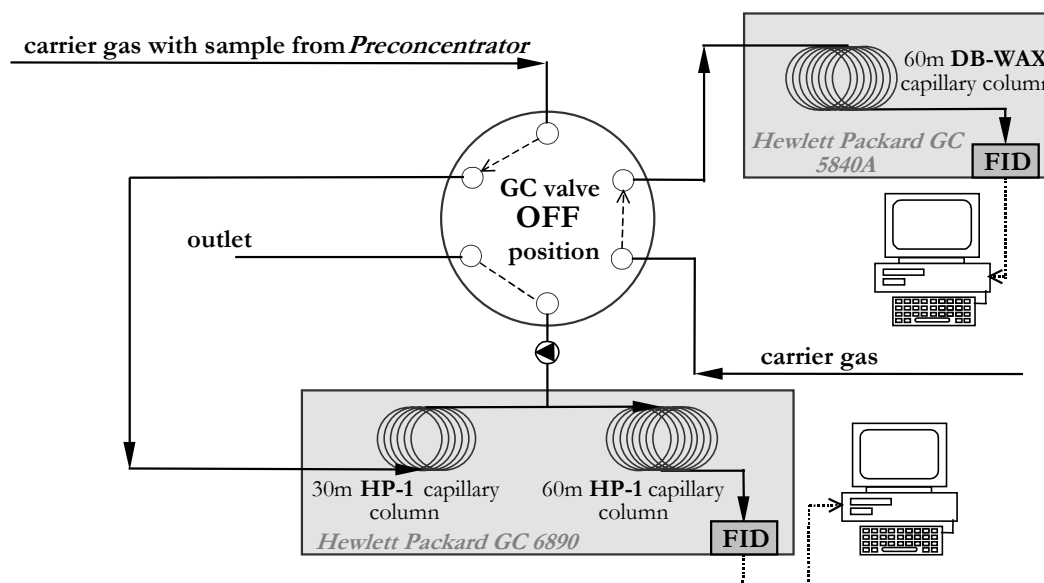 carrier gas with sample from Preconcentrator
60m DB-WAX
capillary column
Hewlett Packard GC
5840A
FID
GC valve
OFF
position
outlet
carrier gas
30m HP-1 capillary
column
60m HP-1 capillary
column
Hewlett Packard GC 6890
FID